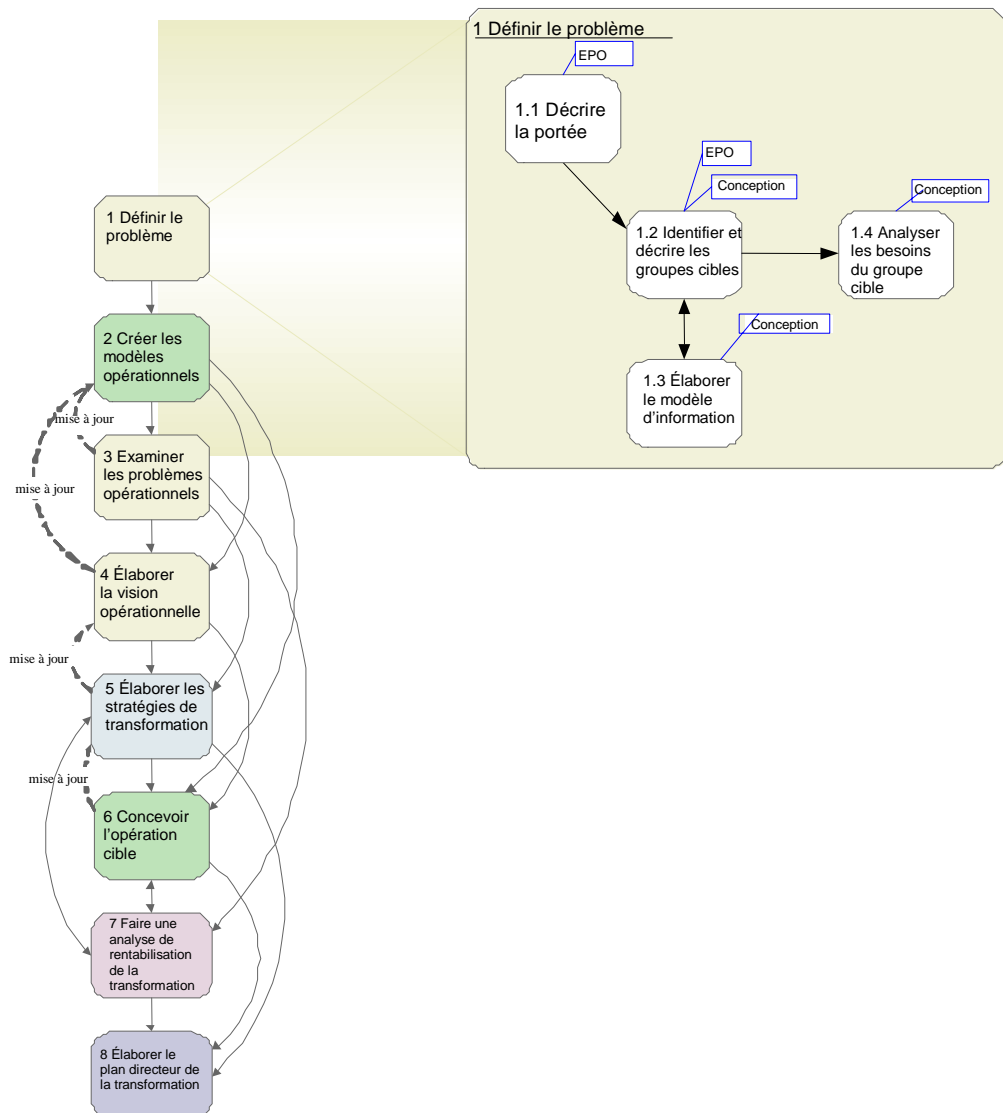 1 Définir le problème
EPO
1.1 Décrire
la portée
EPO
Conception
1.2 Identifier et
décrire les
groupes cibles
Conception
1.4 Analyser
les besoins
du groupe
cible
Conception
1.3 Élaborer
le modèle
d'information
1 Définir le
problème
2 Créer les
modèles
opérationnels
mise à jour
3 Examiner
les problèmes
opérationnels
mise à jour
4 Élaborer
la vision
opérationnelle
mise à jour
5 Élaborer les
stratégies de
transformation
mise à jour
6 Concevoir
l'opération
cible
7 Faire une
analyse de
rentabilisation
de la
transformation
8 Élaborer le
plan directeur de
la transformation